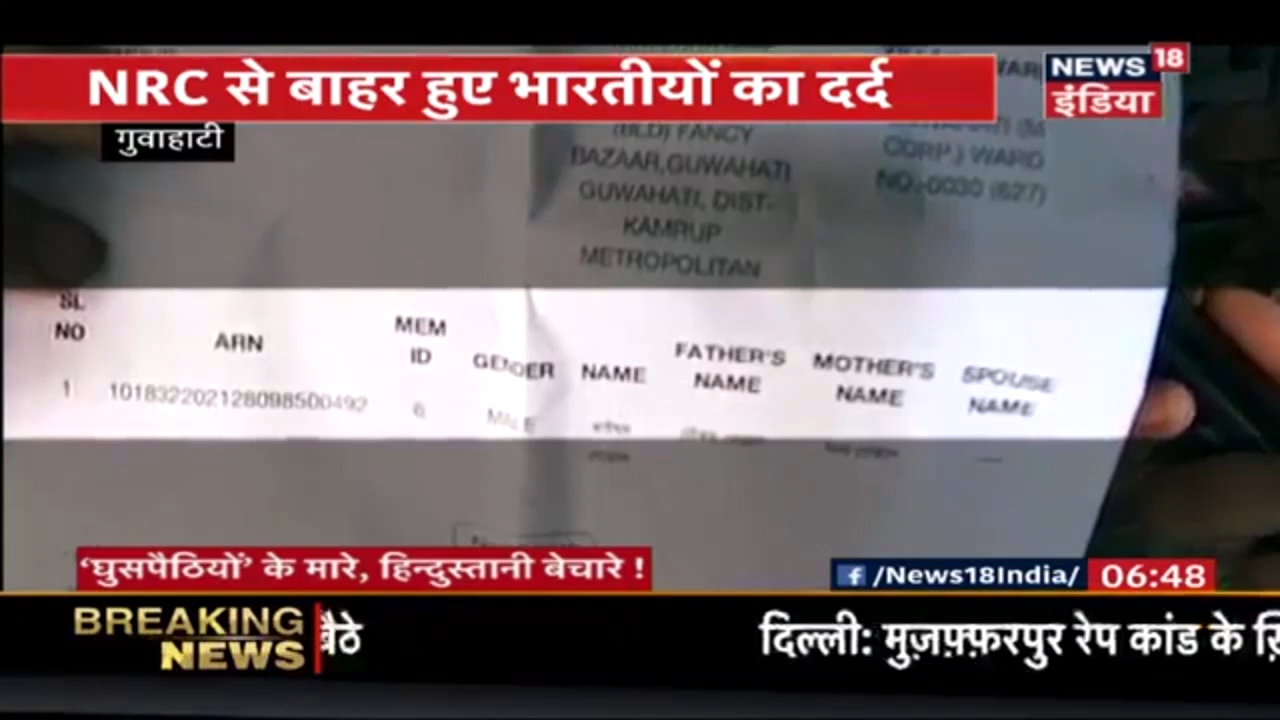 NRC से बाहर हुए भारतीयों का दर्द
NEWS 18
इंडिया
गुवाहाटी
(BLD) FANCY
BAZAAR,GUWAHATI
GUWAHATI, DIST-
KAMRUP
METROPOLITAN
CORP.) WARD
NO.-0030 (627)
SL NO
ARN
MEM ID
GENDER
NAME
FATHER'S NAME
MOTHER'S NAME
SPOUSE NAME
1 101832202128098500492 6 MALE
'घुसपैठियों' के मारे, हिन्दुस्तानी बेचारे !
/News18India/ 06:48
BREAKING NEWS
बैठे दिल्ली: मुज़फ़्फ़रपुर रेप कांड के